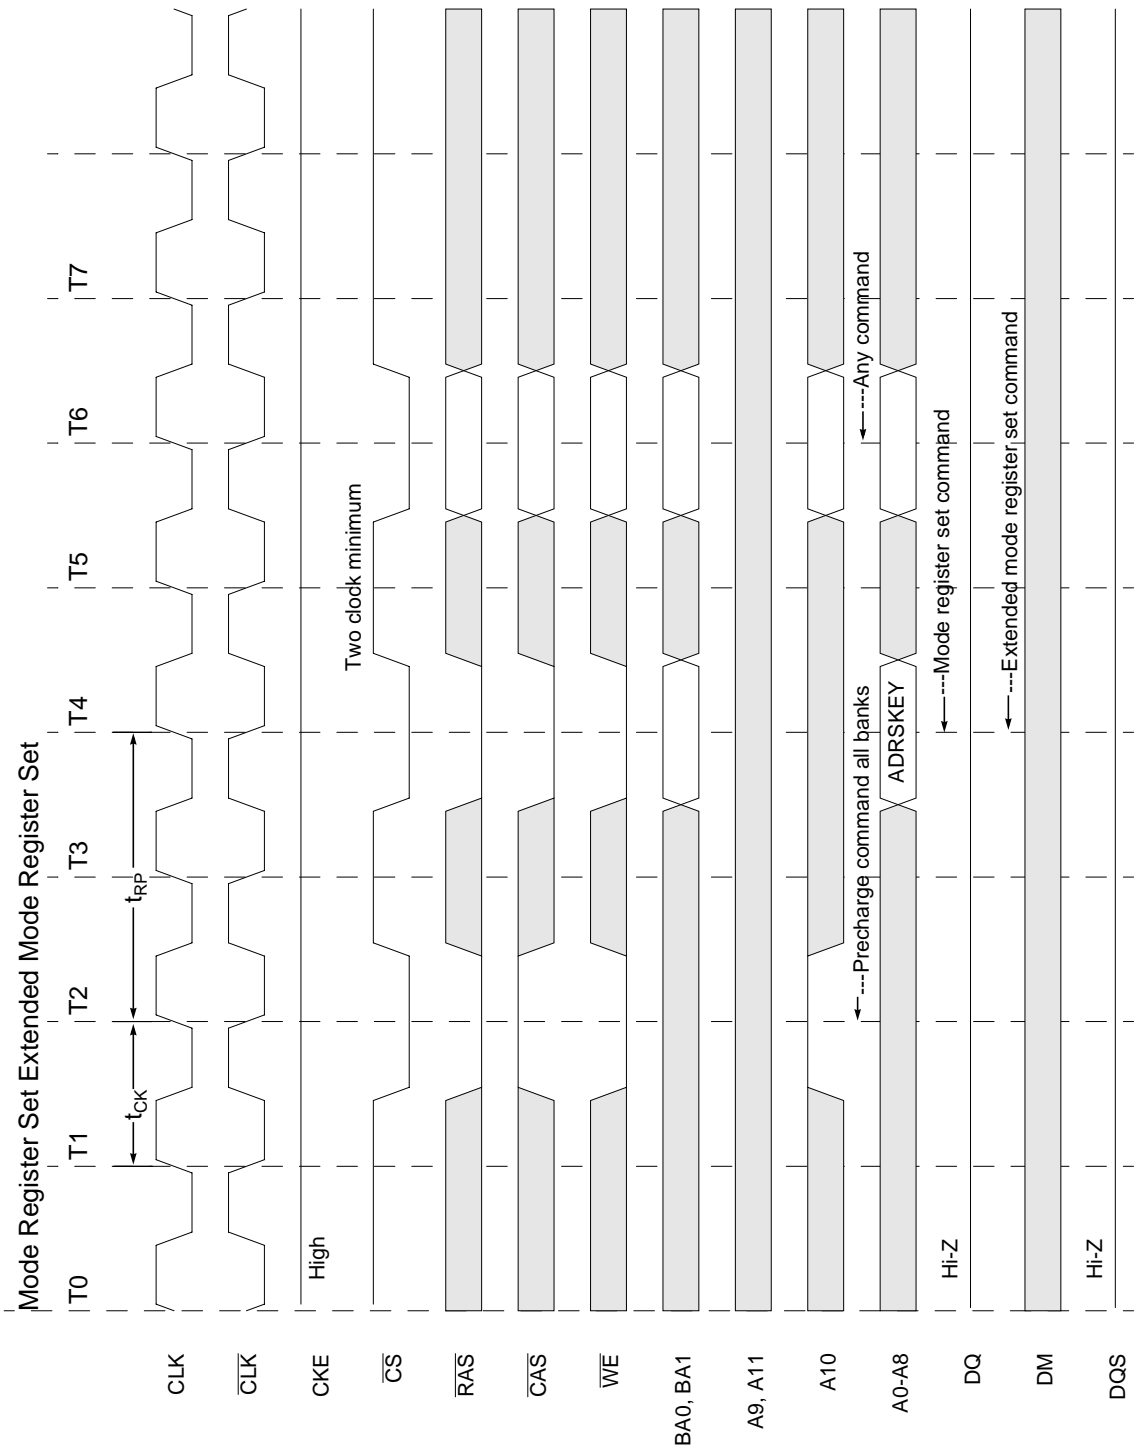 Mode Register Set Extended Mode Register Set
T0 T1 T2 T3 T4 T5 T6 T7
tCK
tRP
CLK
CLK
CKE
High
CS
Two clock minimum
RAS
CAS
WE
BA0, BA1
A9, A11
A10
Precharge command all banks
Any command
A0-A8
ADRSKEY
DQ
Hi-Z
Mode register set command
Extended mode register set command
DM
DQS
Hi-Z